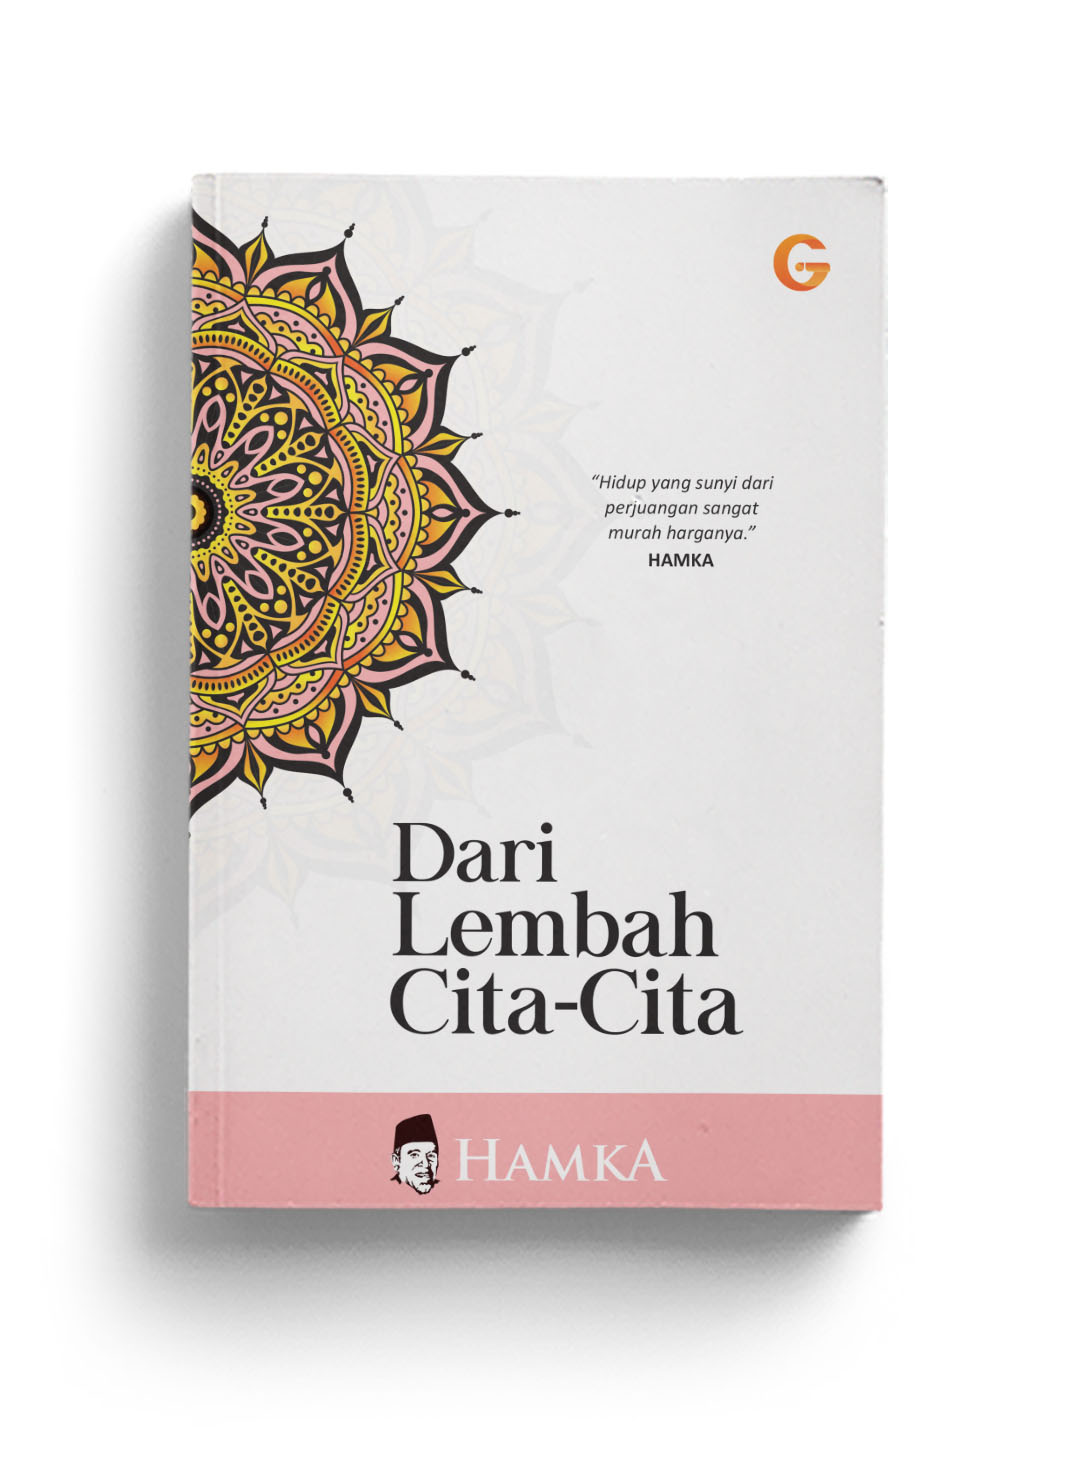 “Hidup yang sunyi dari
perjuangan sangat
murah harganya.”
HAMKA
Dari
Lembah
Cita-Cita
HAMKA